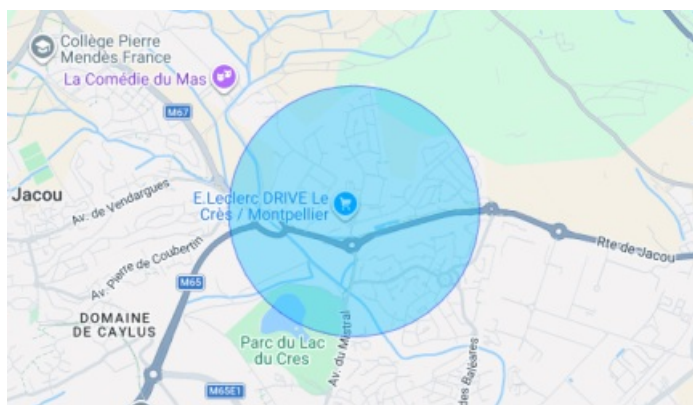 Collège Pierre
Mendès France
La Comédie du Mas
M67
Jacou
Av. de Vendargues
E.Leclerc DRIVE Le
Crès / Montpellier
Av. Pierre de Coubertin
Rte de Jacou
M65
DOMAINE
DE CAYLUS
Parc du Lac
du Cres
Av. du Mistral
des Baléares
M65E1